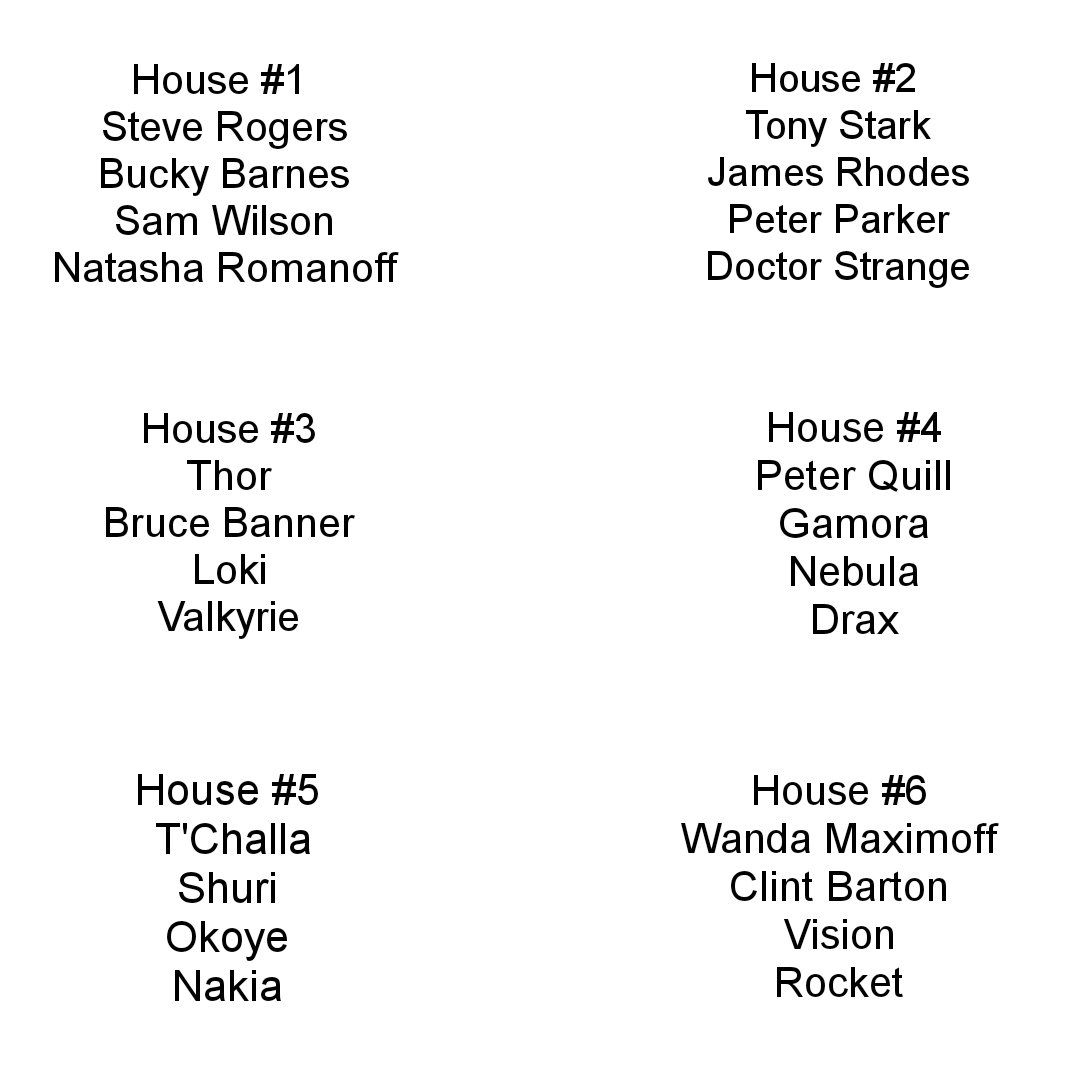 House #1
Steve Rogers
Bucky Barnes
Sam Wilson
Natasha Romanoff
House #2
Tony Stark
James Rhodes
Peter Parker
Doctor Strange
House #3
Thor
Bruce Banner
Loki
Valkyrie
House #4
Peter Quill
Gamora
Nebula
Drax
House #5
T'Challa
Shuri
Okoye
Nakia
House #6
Wanda Maximoff
Clint Barton
Vision
Rocket